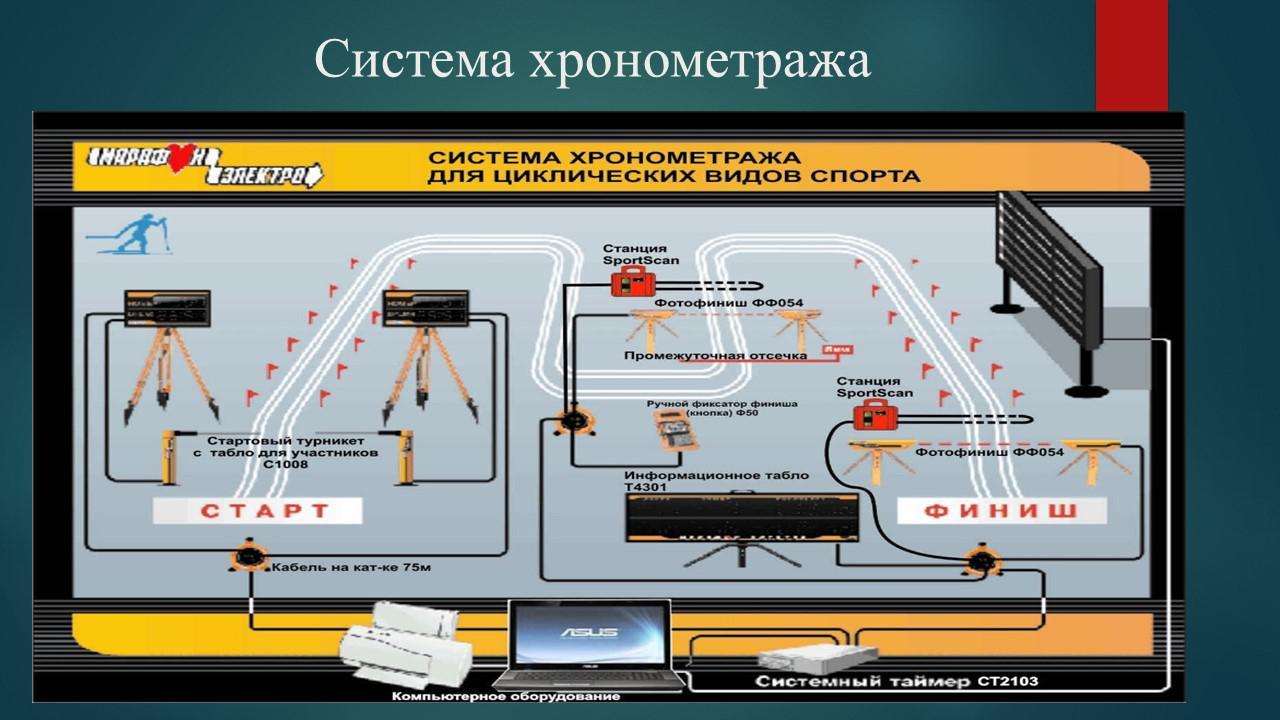 Система хронометража
МАРАФОН
ЭЛЕКТРО
СИСТЕМА ХРОНОМЕТРАЖА
ДЛЯ ЦИКЛИЧЕСКИХ ВИДОВ СПОРТА
Станция
SportScan
Фотофиниш ФФ054
Промежуточная отсечка
Станция
SportScan
Ручной фиксатор финиша
(кнопка) Ф50
Стартовый турникет
с табло для участников
С1008
Фотофиниш ФФ054
Информационное табло
Т4301
СТАРТ
ФИНИШ
Кабель на кат-ке 75м
ASUS
Системный таймер СТ2103
Компьютерное оборудование